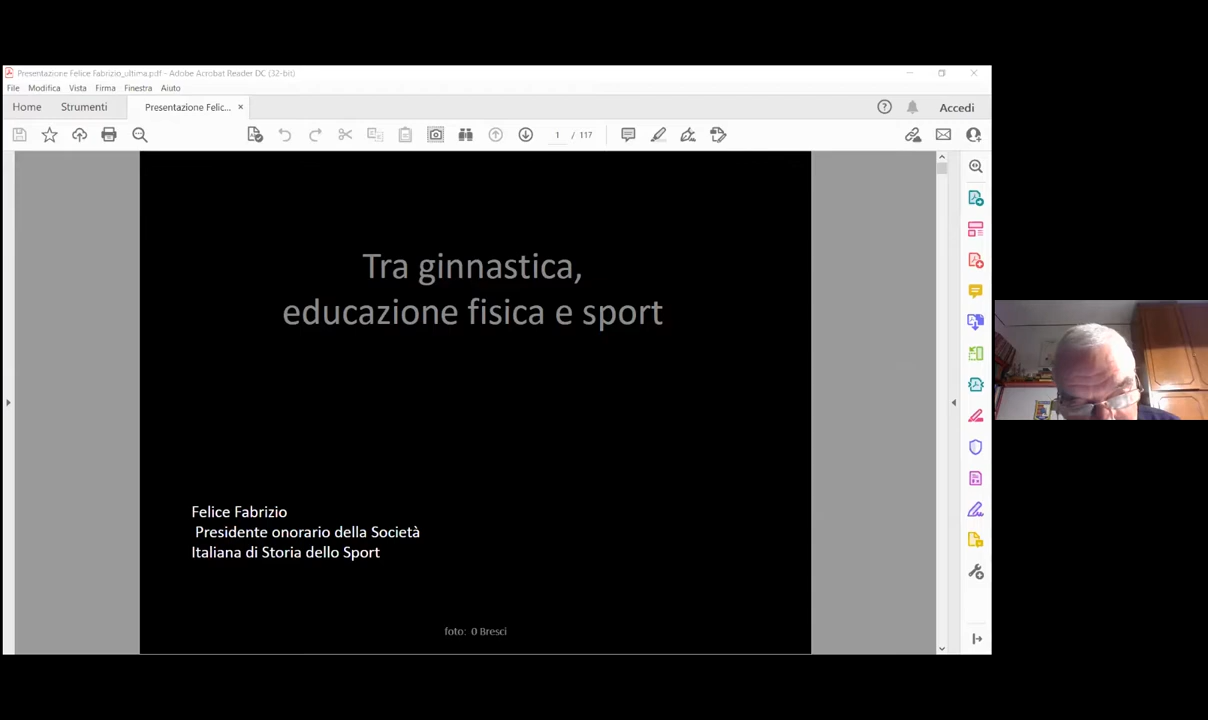 Presentazione Felice Fabrizio_ultima.pdf - Adobe Acrobat Reader DC (32-bit)
File Modifica Vista Firma Finestra Aiuto
Home Strumenti Presentazione Felic... × Accedi
1 / 117
Tra ginnastica,
educazione fisica e sport
Felice Fabrizio
Presidente onorario della Società
Italiana di Storia dello Sport
foto: 0 Bresci